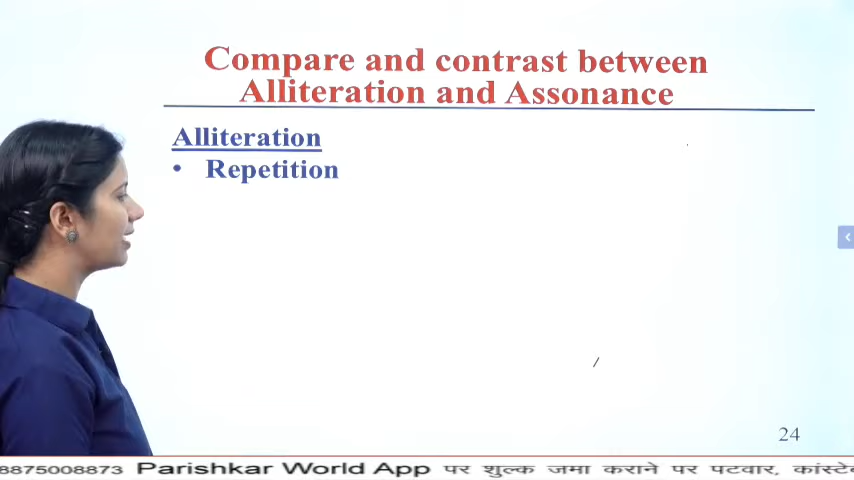 Compare and contrast between
Alliteration and Assonance
Alliteration
• Repetition
24
8875008873 Parishkar World App पर शुल्क जमा कराने पर पटवार,